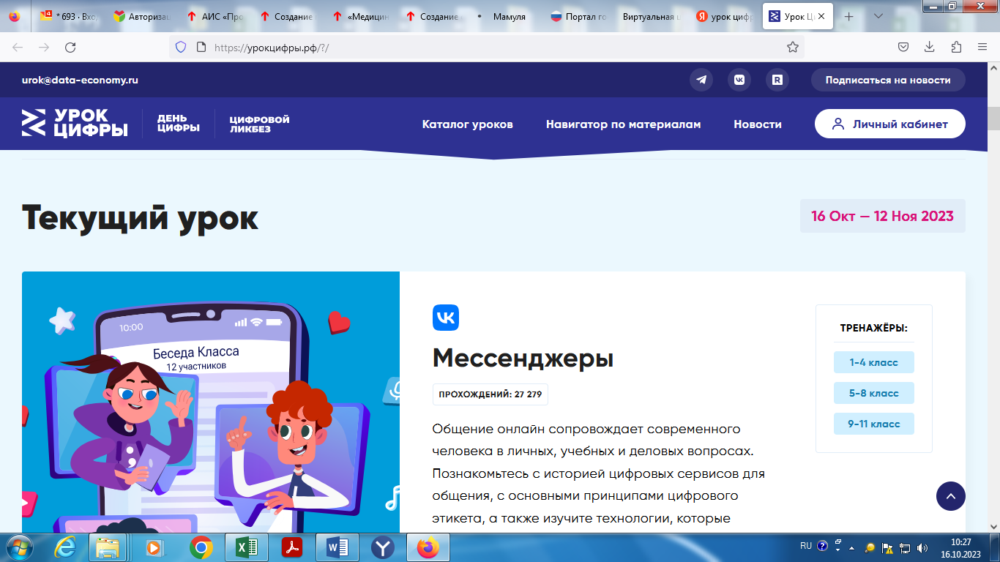 * 693 · Вхо
Авторизац
АИС «Про
Создание
«Медицин
Создание
Мамуля
Портал го
Виртуальная ш
урок цифр
Урок Ц
https://урокцифры.рф/?/
urok@data-economy.ru
Подписаться на новости
УРОК
ЦИФРЫ
ДЕНЬ
ЦИФРЫ
ЦИФРОВОЙ
ЛИКБЕЗ
Каталог уроков
Навигатор по материалам
Новости
Личный кабинет
Текущий урок
16 Окт — 12 Ноя 2023
10:00
Беседа Класса
12 участников
Мессенджеры
ПРОХОЖДЕНИЙ: 27 279
Общение онлайн сопровождает современного
человека в личных, учебных и деловых вопросах.
Познакомьтесь с историей цифровых сервисов для
общения, с основными принципами цифрового
этикета, а также изучите технологии, которые
ТРЕНАЖЁРЫ:
1-4 класс
5-8 класс
9-11 класс
RU
10:27
16.10.2023